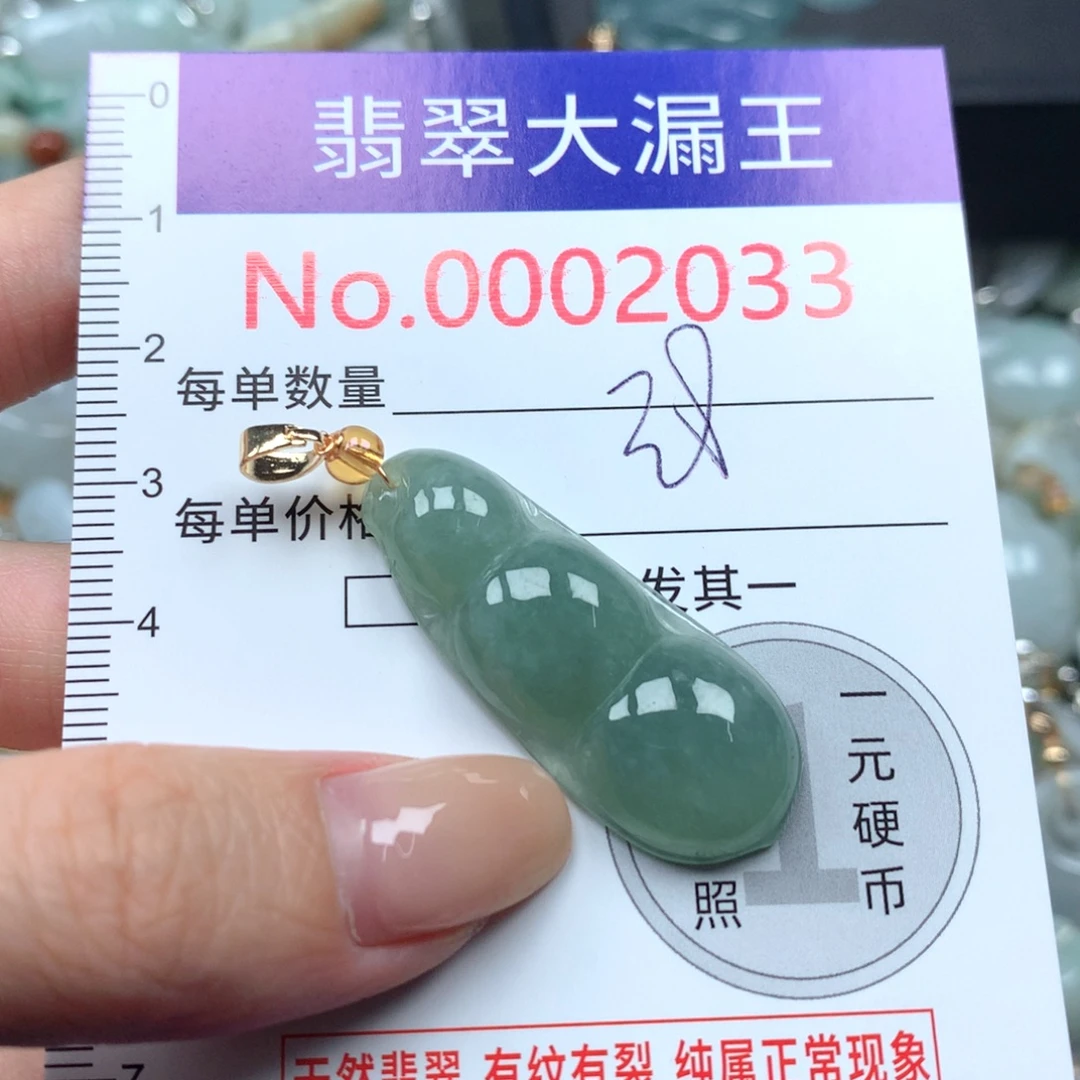 翡翠大漏王
No.0002033
每单数量
每单价格
发其一
一元硬币
照
天然翡翠 有纹有裂 纯属正常现象
0
1
2
3
4
7
1